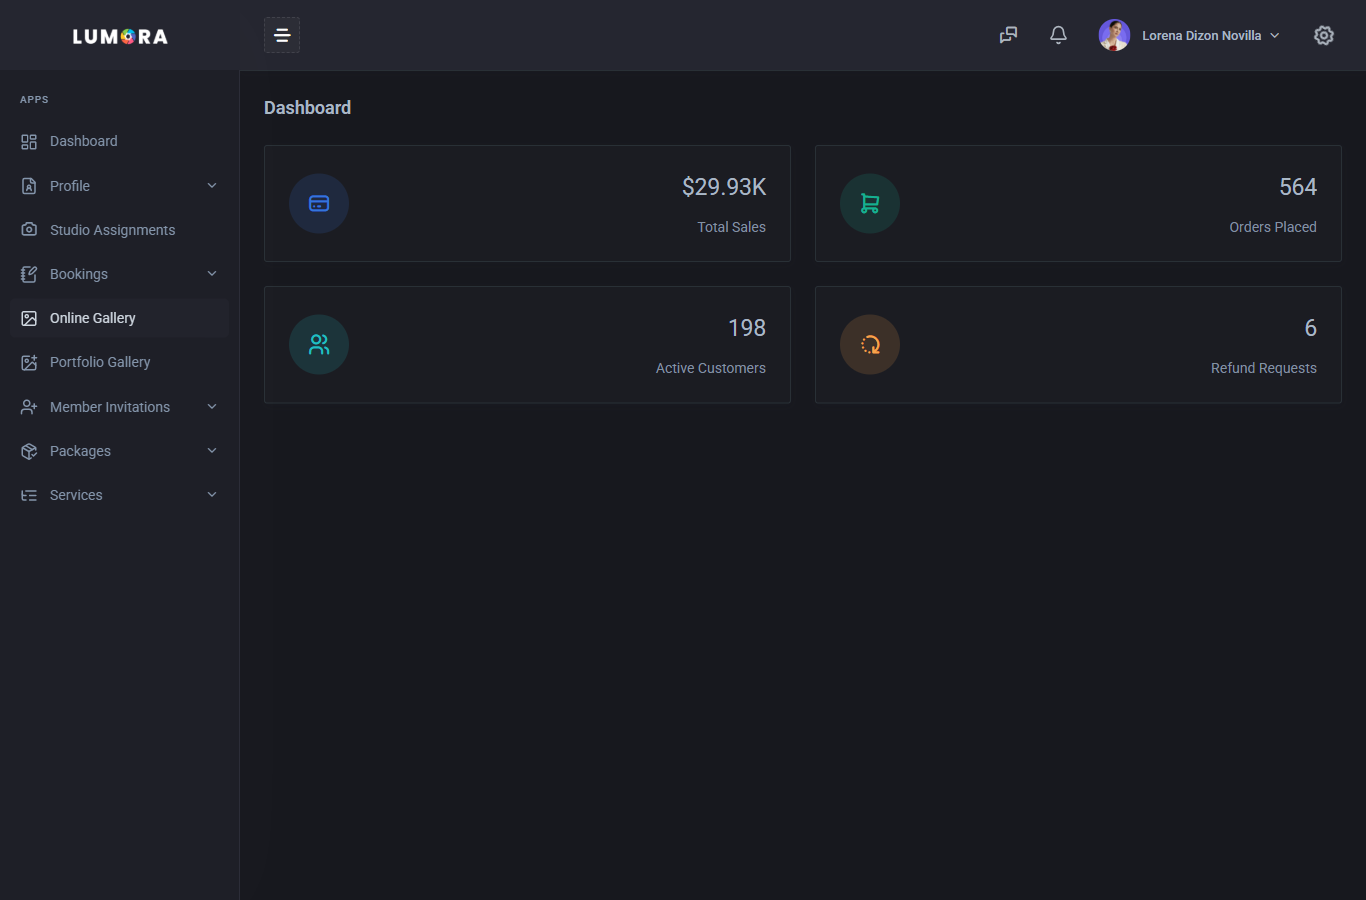 LUMORA
Lorena Dizon Novilla
APPS
Dashboard
Profile
Studio Assignments
Bookings
Online Gallery
Portfolio Gallery
Member Invitations
Packages
Services
Dashboard
$29.93K
Total Sales
564
Orders Placed
198
Active Customers
6
Refund Requests